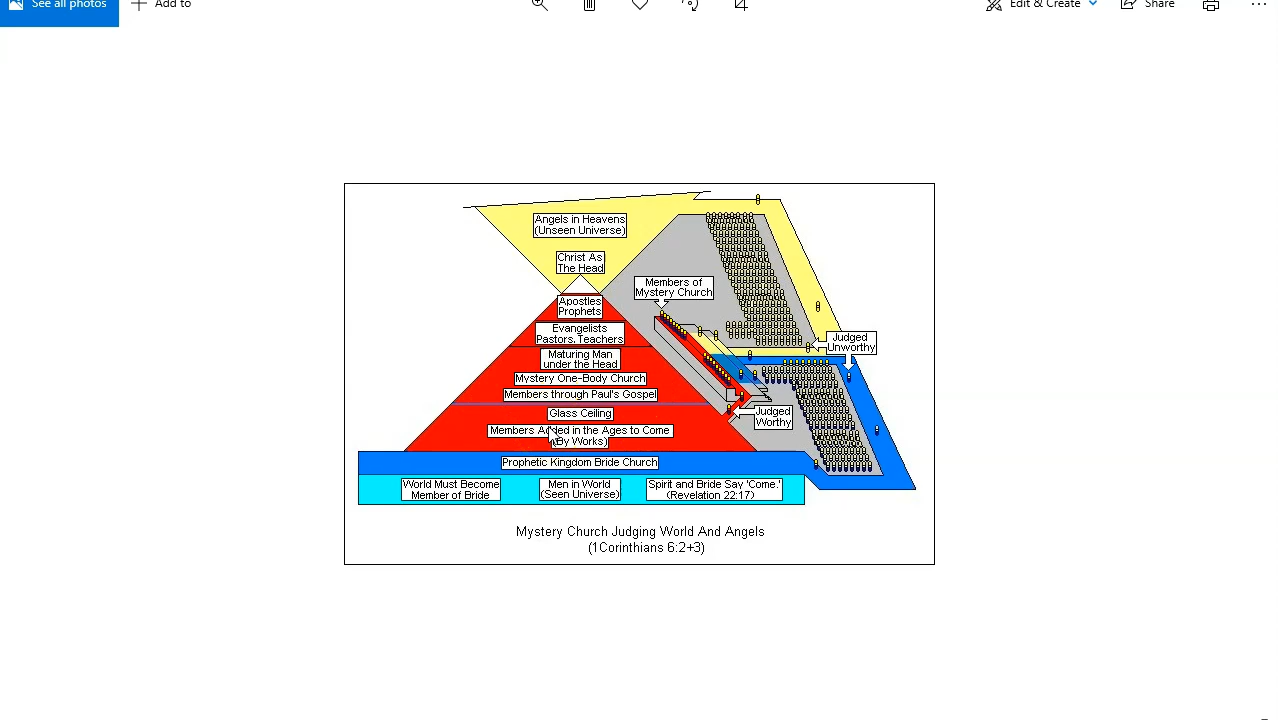 See all photos
Add to
Edit & Create
Share
Angels in Heavens
(Unseen Universe)
Christ As
The Head
Members of
Mystery Church
Apostles
Prophets
Evangelists
Pastors, Teachers
Judged
Unworthy
Maturing Man
under the Head
Mystery One-Body Church
Members through Paul's Gospel
Glass Ceiling
Judged
Worthy
Members Added in the Ages to Come
(By Works)
Prophetic Kingdom Bride Church
World Must Become
Member of Bride
Men in World
(Seen Universe)
Spirit and Bride Say 'Come.'
(Revelation 22:17)
Mystery Church Judging World And Angels
(1Corinthians 6:2+3)